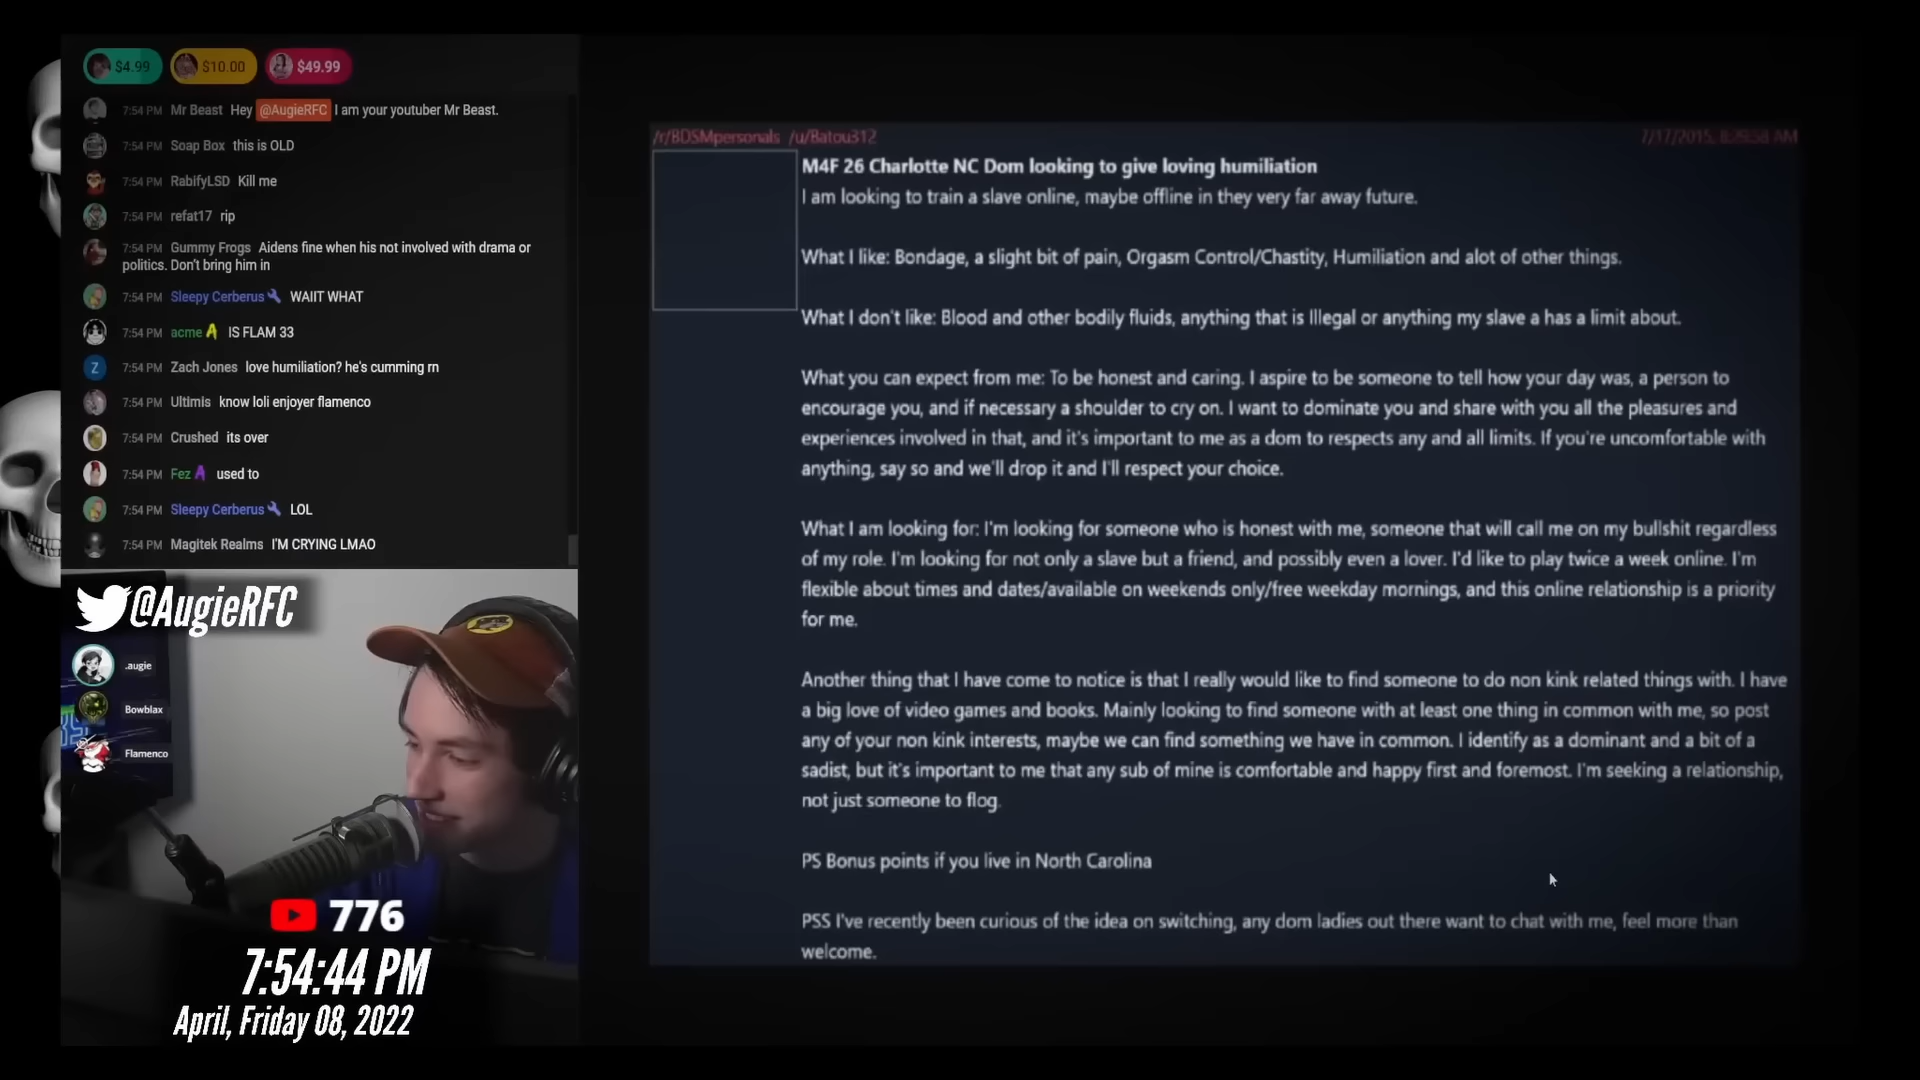 $4.99 $10.00 $49.99
7:54 PM Mr Beast Hey @AugieRFC I am your youtuber Mr Beast.
7:54 PM Soap Box this is OLD
7:54 PM RabifyLSD Kill me
7:54 PM refat17 rip
7:54 PM Gummy Frogs Aidens fine when his not involved with drama or
politics. Don't bring him in
7:54 PM Sleepy Cerberus WAIIT WHAT
7:54 PM acme IS FLAM 33
Z 7:54 PM Zach Jones love humiliation? he's cumming rn
7:54 PM Ultimis know loli enjoyer flamenco
7:54 PM Crushed its over
7:54 PM Fez used to
7:54 PM Sleepy Cerberus LOL
7:54 PM Magitek Realms I'M CRYING LMAO
@AugieRFC
.augie
Bowblax
Flamenco
776
7:54:44 PM
April, Friday 08, 2022
/r/BDSMpersonals /u/Batou312 7/17/2015, 8:29:58 AM
M4F 26 Charlotte NC Dom looking to give loving humiliation
I am looking to train a slave online, maybe offline in they very far away future.
What I like: Bondage, a slight bit of pain, Orgasm Control/Chastity, Humiliation and alot of other things.
What I don't like: Blood and other bodily fluids, anything that is Illegal or anything my slave a has a limit about.
What you can expect from me: To be honest and caring. I aspire to be someone to tell how your day was, a person to
encourage you, and if necessary a shoulder to cry on. I want to dominate you and share with you all the pleasures and
experiences involved in that, and it's important to me as a dom to respects any and all limits. If you're uncomfortable with
anything, say so and we'll drop it and I'll respect your choice.
What I am looking for: I'm looking for someone who is honest with me, someone that will call me on my bullshit regardless
of my role. I'm looking for not only a slave but a friend, and possibly even a lover. I'd like to play twice a week online. I'm
flexible about times and dates/available on weekends only/free weekday mornings, and this online relationship is a priority
for me.
Another thing that I have come to notice is that I really would like to find someone to do non kink related things with. I have
a big love of video games and books. Mainly looking to find someone with at least one thing in common with me, so post
any of your non kink interests, maybe we can find something we have in common. I identify as a dominant and a bit of a
sadist, but it's important to me that any sub of mine is comfortable and happy first and foremost. I'm seeking a relationship,
not just someone to flog.
PS Bonus points if you live in North Carolina
PSS I've recently been curious of the idea on switching, any dom ladies out there want to chat with me, feel more than
welcome.